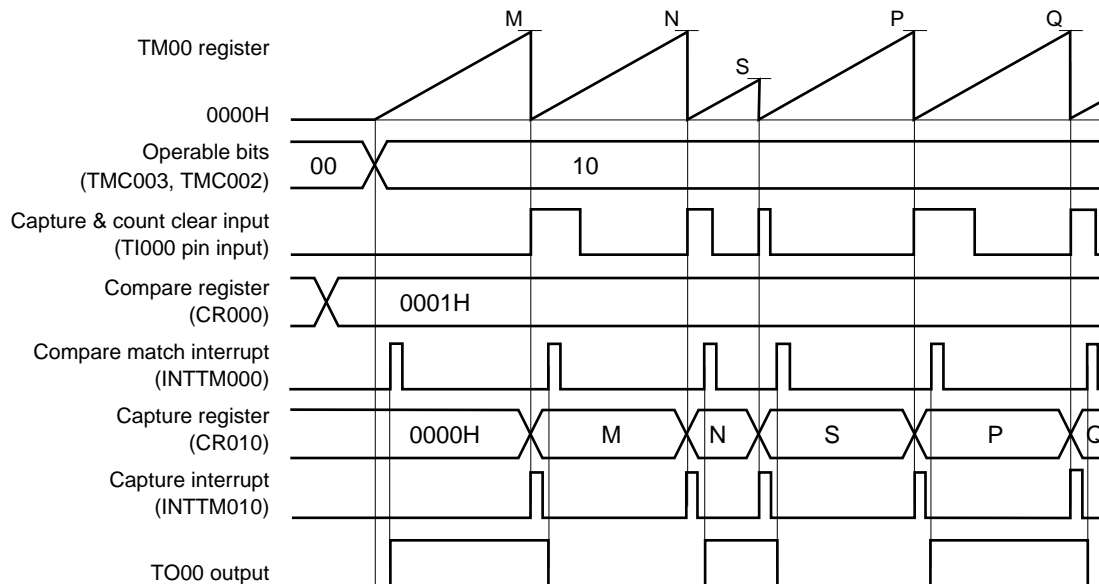 M N S P Q
TM00 register
0000H
Operable bits
(TMC003, TMC002)
00 10
Capture & count clear input
(TI000 pin input)
Compare register
(CR000)
0001H
Compare match interrupt
(INTTM000)
Capture register
(CR010)
0000H M N S P Q
Capture interrupt
(INTTM010)
TO00 output